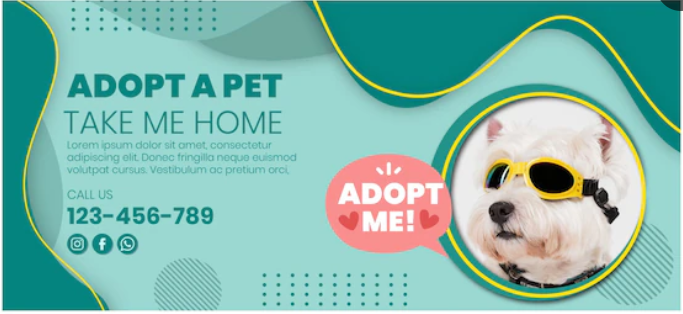 ADOPT A PET
TAKE ME HOME
Lorem ipsum dolor sit amet, consectetur
adipiscing elit. Donec fringilla neque euismod
volutpat cursus. Vestibulum ac pretium arci,
CALL US
123-456-789
ADOPT
ME!